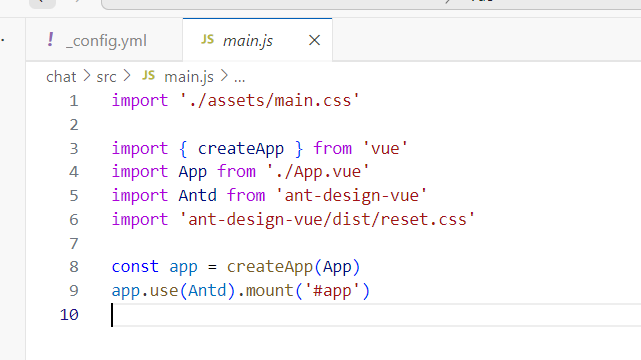 ! _config.yml JS main.js ×
chat > src > JS main.js > ...
1 import './assets/main.css'
2
3 import { createApp } from 'vue'
4 import App from './App.vue'
5 import Antd from 'ant-design-vue'
6 import 'ant-design-vue/dist/reset.css'
7
8 const app = createApp(App)
9 app.use(Antd).mount('#app')
10